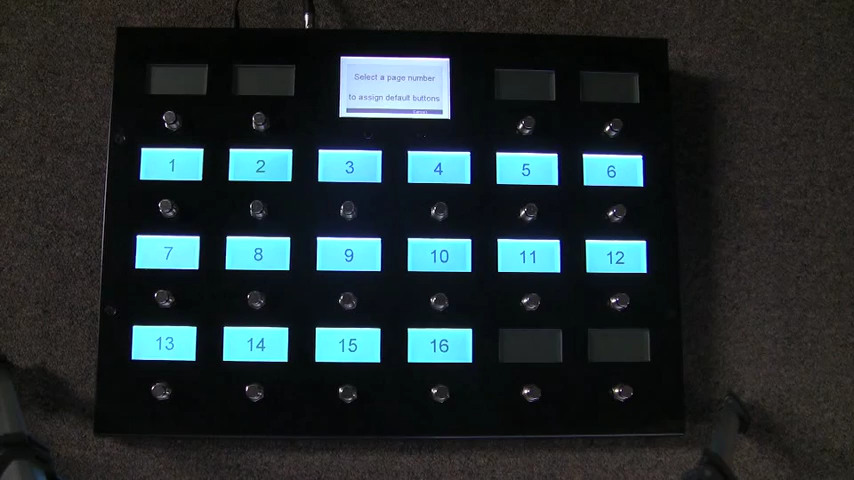 Select a page number
to assign default buttons
1 2 3 4 5 6
7 8 9 10 11 12
13 14 15 16